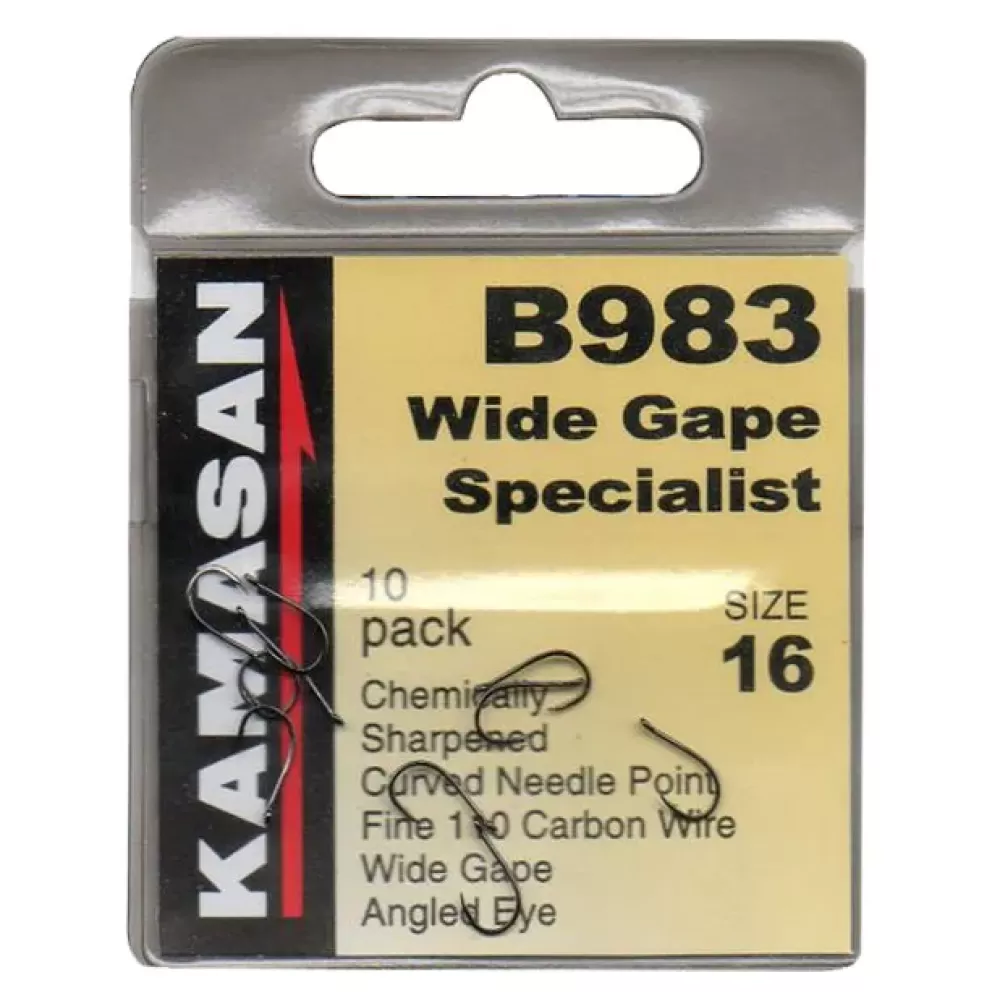 KAMASAN
B983
Wide Gape
Specialist
10
pack
SIZE
16
Chemically
Sharpened
Curved Needle Point
Fine Carbon Wire
Wide Gape
Angled Eye